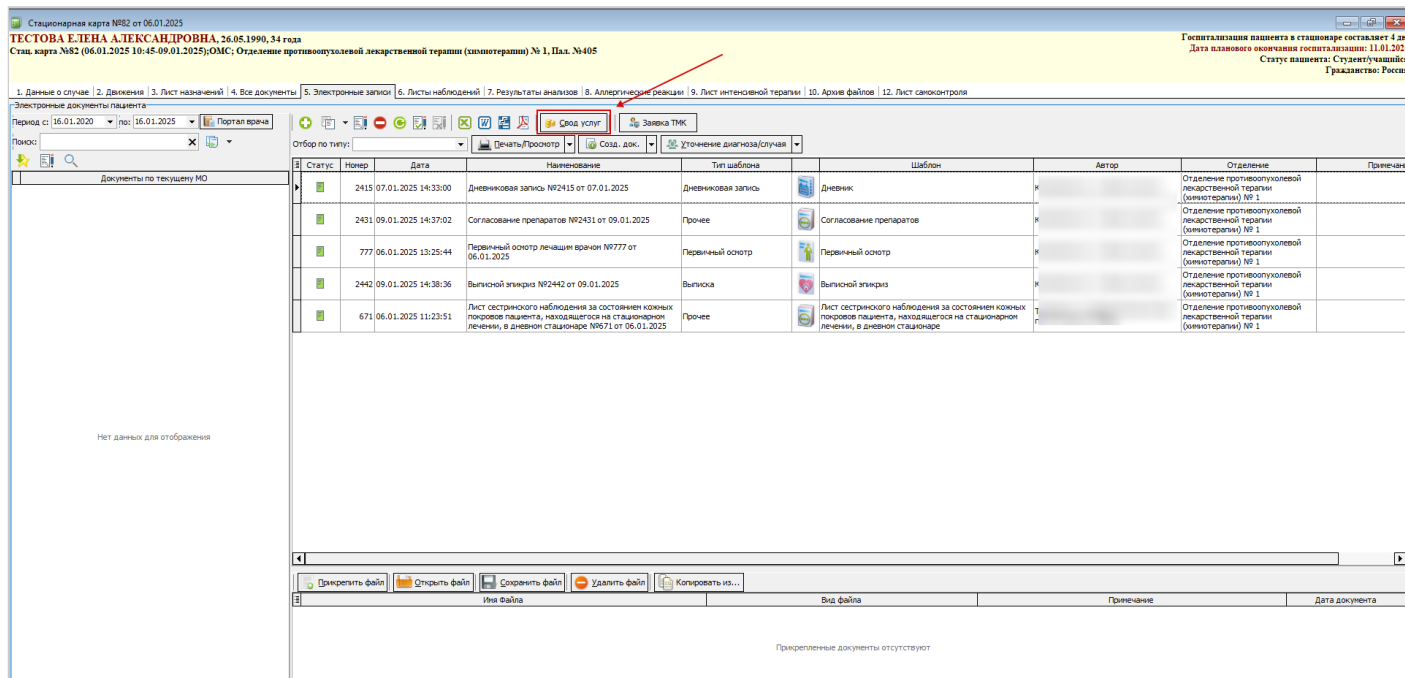 Стационарная карта №82 от 06.01.2025
ТЕСТОВА ЕЛЕНА АЛЕКСАНДРОВНА, 26.05.1990, 34 года
Стац. карта №82 (06.01.2025 10:45-09.01.2025);ОМС; Отделение противоопухолевой лекарственной терапии (химиотерапии) № 1, Пал. №405
Госпитализация пациента в стационаре составляет 4 дн
Дата планового окончания госпитализации: 11.01.202
Статус пациента: Студент/учащийс
Гражданство: Росси
1. Данные о случае 2. Движения 3. Лист назначений 4. Все документы 5. Электронные записи 6. Листы наблюдений 7. Результаты анализов 8. Аллергические реакции 9. Лист интенсивной терапии 10. Архив файлов 12. Лист самоконтроля
Электронные документы пациента
Период с: 16.01.2020 по: 16.01.2025 Портал врача
Свод услуг Заявка ТМК
Поиск:
Отбор по типу: Печать/Просмотр Созд. док. Уточнение диагноза/случая
Документы по текущему МО
Нет данных для отображения
Статус Номер Дата Наименование Тип шаблона Шаблон Автор Отделение Примечан
2415 07.01.2025 14:33:00 Дневниковая запись №2415 от 07.01.2025 Дневниковая запись Дневник К Отделение противоопухолевой
лекарственной терапии
(химиотерапии) № 1
2431 09.01.2025 14:37:02 Согласование препаратов №2431 от 09.01.2025 Прочее Согласование препаратов К Отделение противоопухолевой
лекарственной терапии
(химиотерапии) № 1
777 06.01.2025 13:25:44 Первичный осмотр лечащим врачом №777 от
06.01.2025 Первичный осмотр Первичный осмотр К Отделение противоопухолевой
лекарственной терапии
(химиотерапии) № 1
2442 09.01.2025 14:38:36 Выписной эпикриз №2442 от 09.01.2025 Выписка Выписной эпикриз К Отделение противоопухолевой
лекарственной терапии
(химиотерапии) № 1
671 06.01.2025 11:23:51 Лист сестринского наблюдения за состоянием кожных
покровов пациента, находящегося на стационарном
лечении, в дневном стационаре №671 от 06.01.2025 Прочее Лист сестринского наблюдения за состоянием кожных
покровов пациента, находящегося на стационарном
лечении, в дневном стационаре Отделение противоопухолевой
лекарственной терапии
(химиотерапии) № 1
Прикрепить файл Открыть файл Сохранить файл Удалить файл Копировать из...
Имя Файла Вид файла Примечание Дата документа
Прикрепленные документы отсутствуют